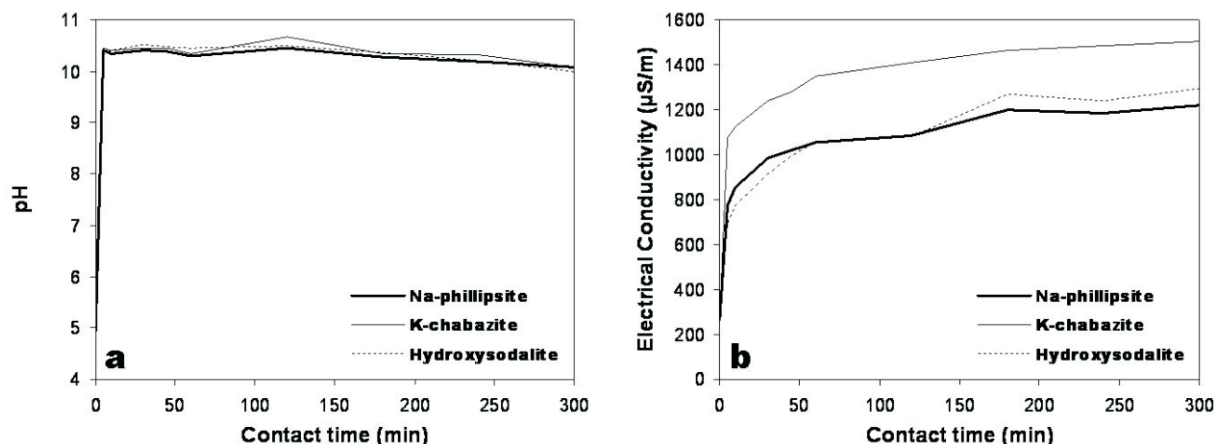 11
10
9
8
7
6
5
4
pH
0
50
100
150
200
250
300
Contact time (min)
Na-phillipsite
K-chabazite
Hydroxysodalite
a
1600
1400
1200
1000
800
600
400
200
0
Electrical Conductivity (µS/m)
0
50
100
150
200
250
300
Contact time (min)
Na-phillipsite
K-chabazite
Hydroxysodalite
b